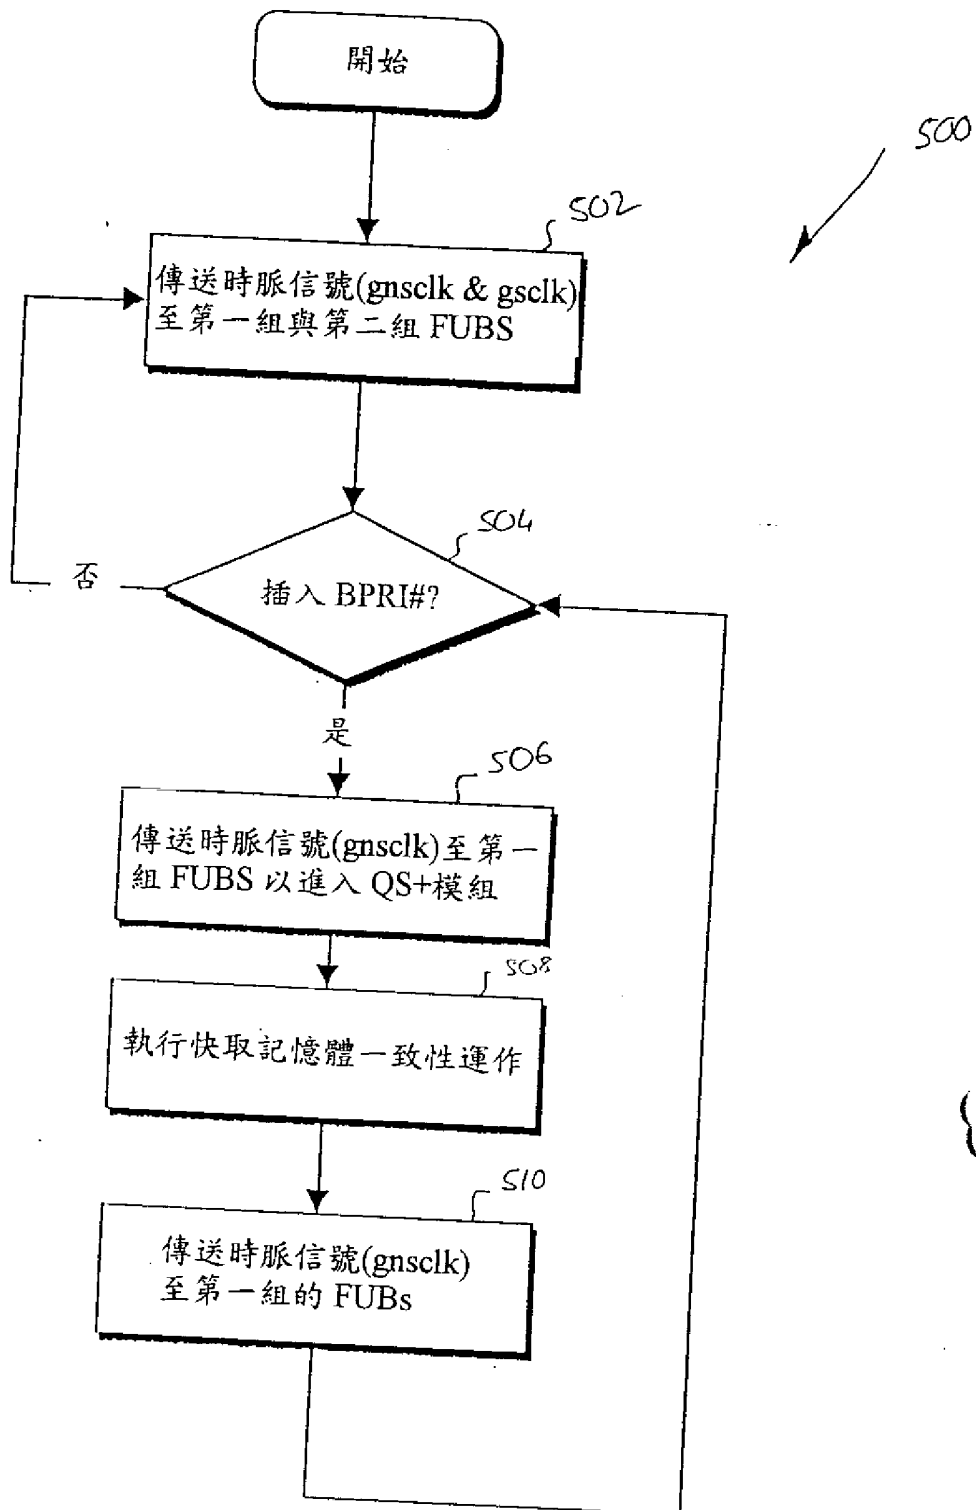 開始
500
502
傳送時脈信號(gnsclk & gsclk)
至第一組與第二組 FUBS
504
插入 BPRI#?
否
是
506
傳送時脈信號(gnsclk)至第一
組 FUBS 以進入 QS+模組
508
執行快取記憶體一致性運作
510
傳送時脈信號(gnsclk)
至第一組的 FUBs